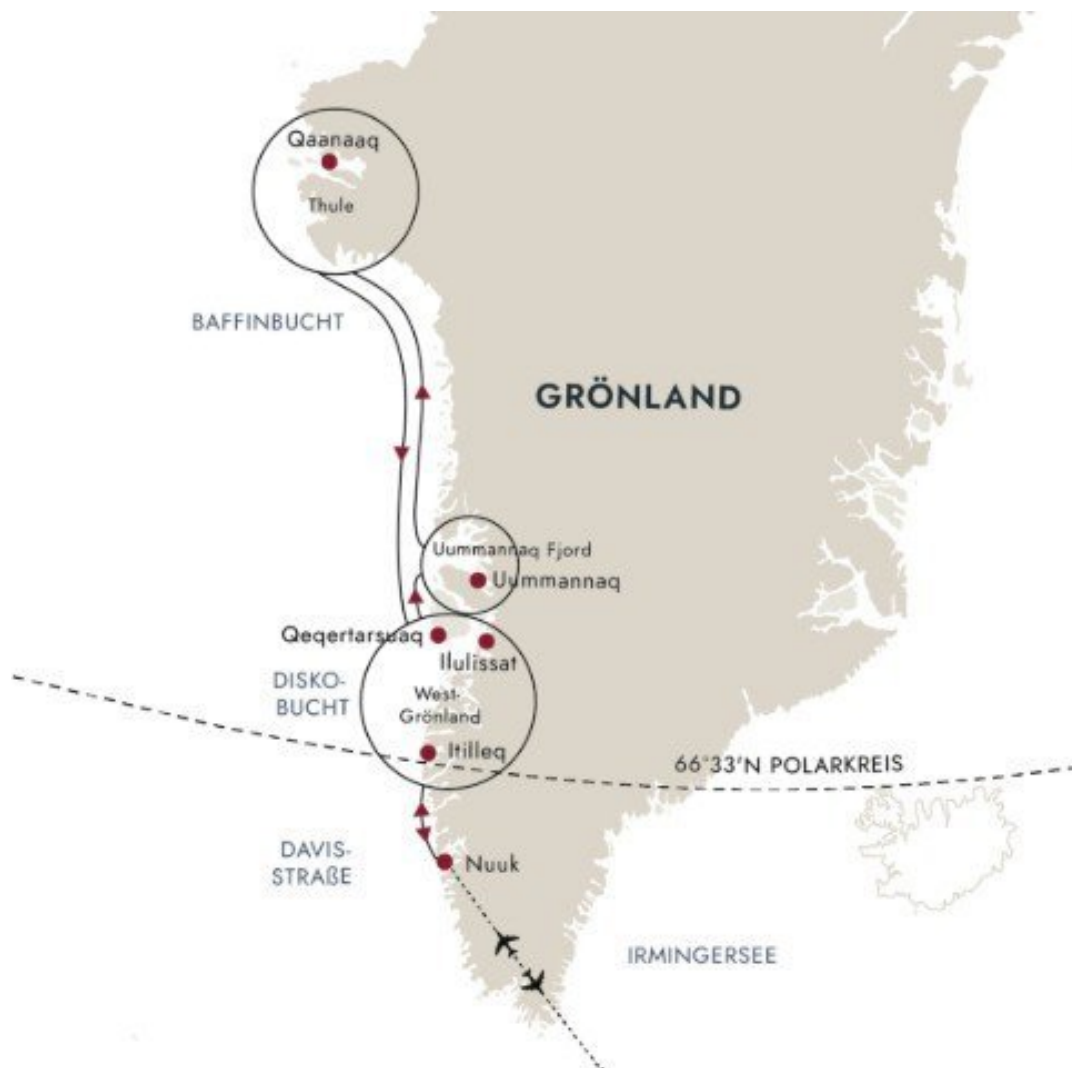 Qaanaaq
Thule
BAFFINBUCHT
GRÖNLAND
Uummannaq Fjord
Uummannaq
Qeqertarsuaq
Ilulissat
DISKO-
BUCHT
West-
Grönland
Itilleq
66°33'N POLARKREIS
DAVIS-
STRAßE
Nuuk
IRMINGERSEE